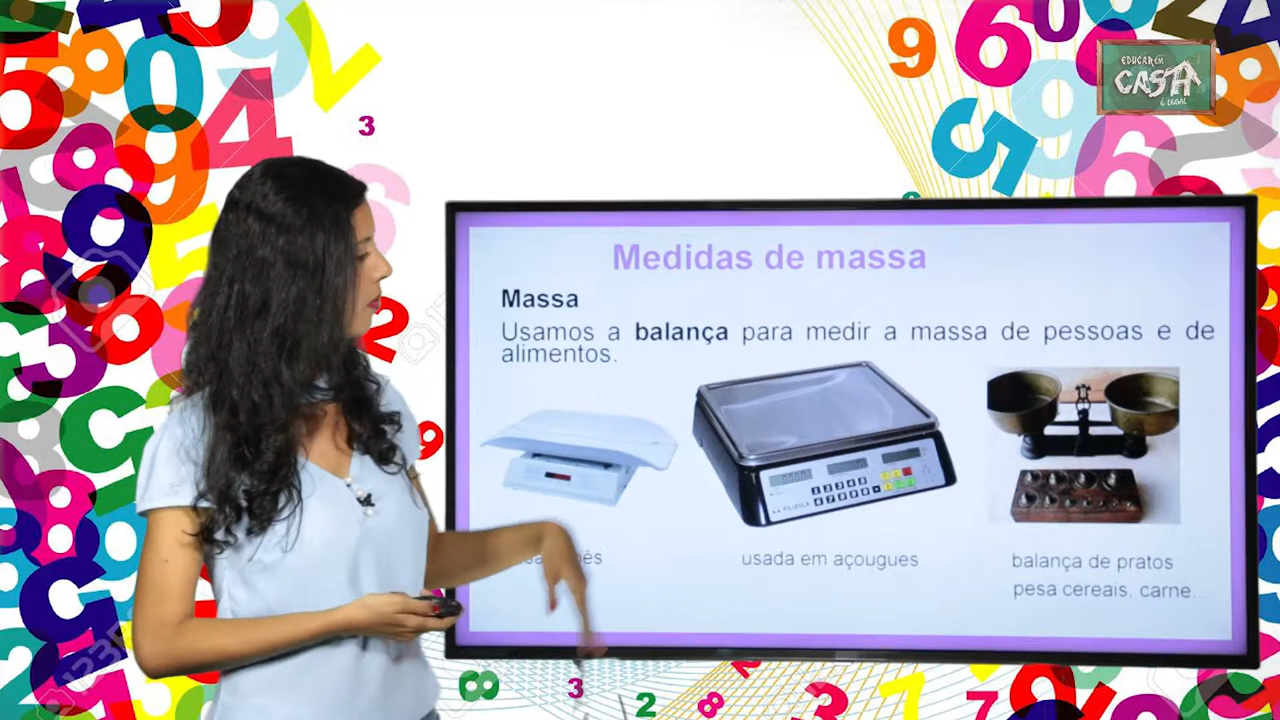 EDUCAR EM
CASA
É LEGAL
Medidas de massa
Massa
Usamos a balança para medir a massa de pessoas e de
alimentos.
usada em açougues
balança de pratos
pesa cereais, carne...
FILIZOLA